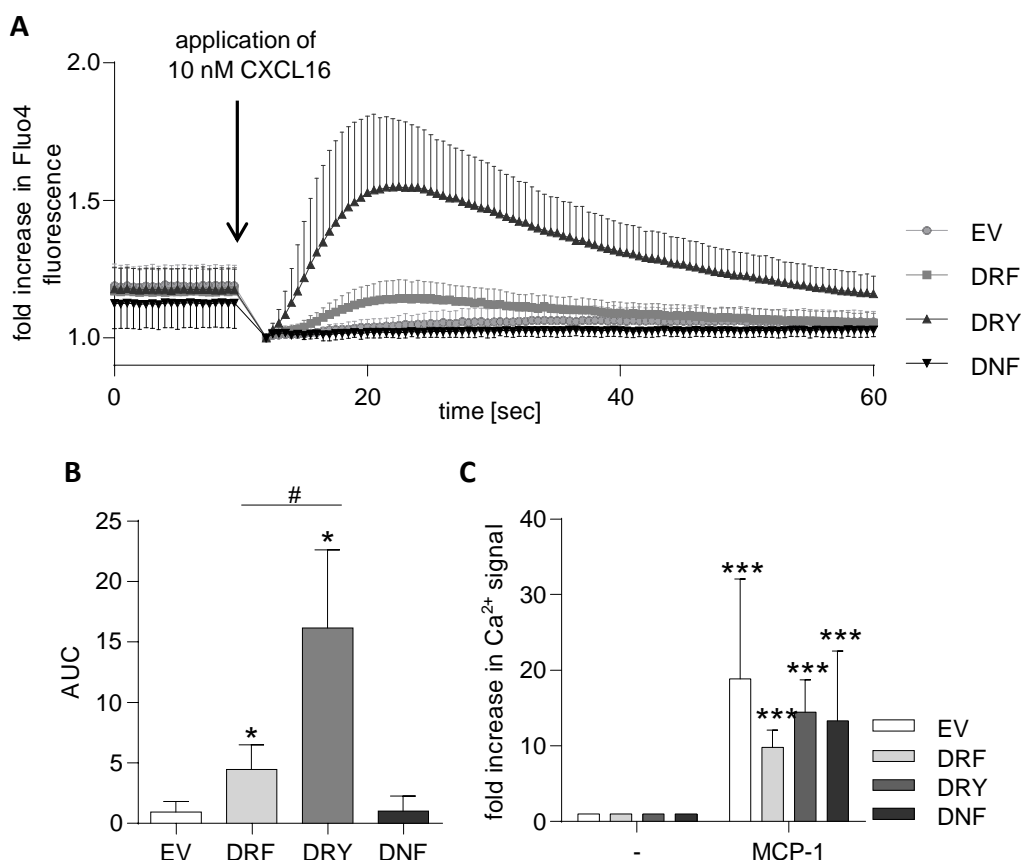 A
application of
10 nM CXCL16
fold increase in Fluo4
fluorescence
2.0
1.5
1.0
0
20
40
60
time [sec]
EV
DRF
DRY
DNF
B
#
*
*
AUC
25
20
15
10
5
0
EV
DRF
DRY
DNF
C
fold increase in Ca²⁺ signal
40
30
20
10
0
***
***
***
***
-
MCP-1
EV
DRF
DRY
DNF